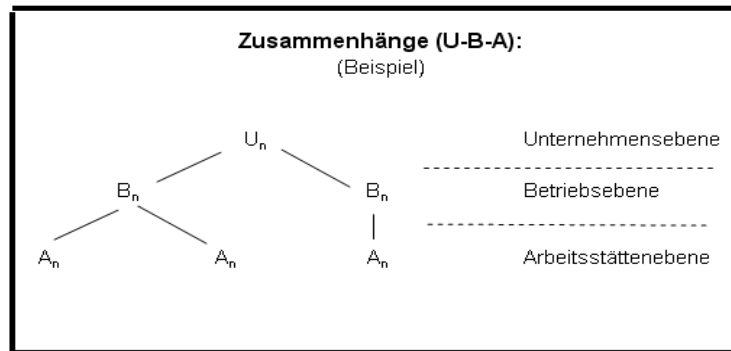 Zusammenhänge (U-B-A):
(Beispiel)
Uₙ Unternehmensebene
Bₙ Bₙ Betriebsebene
Aₙ Aₙ Aₙ Arbeitsstättenebene